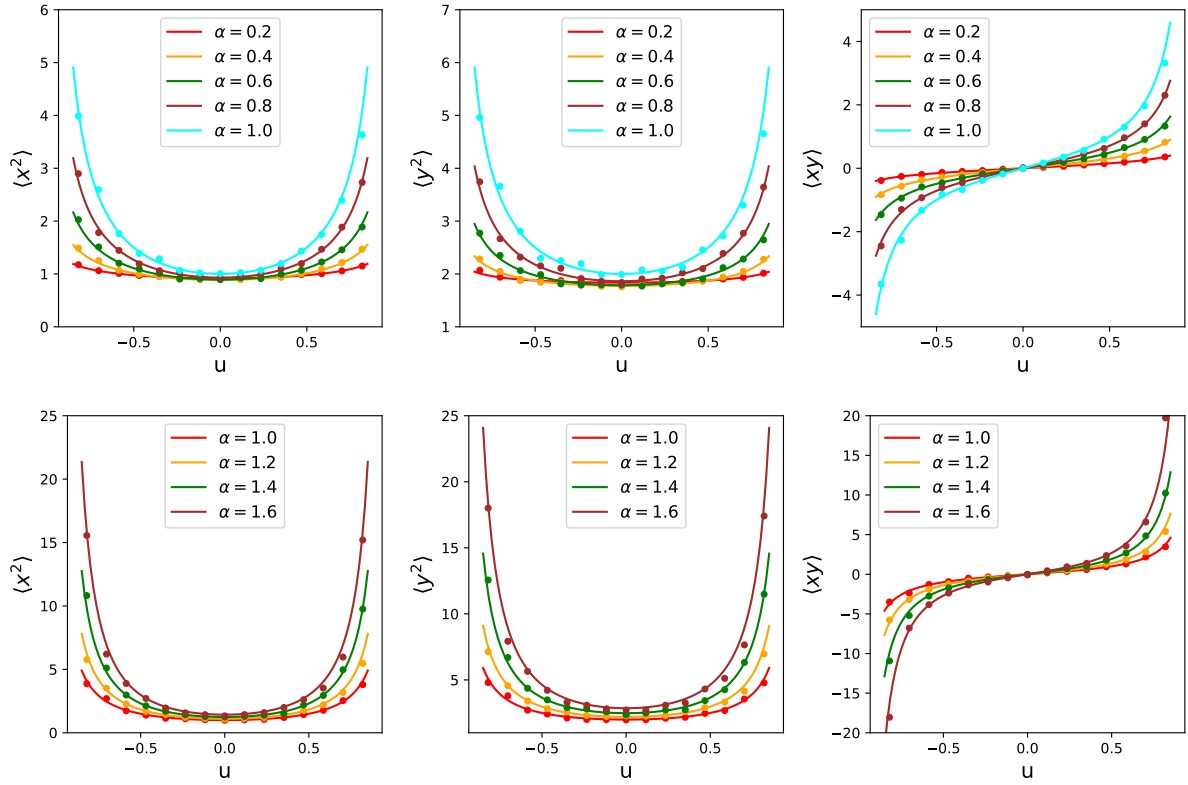 ⟨x²⟩
6
5
4
3
2
1
0
α = 0.2
α = 0.4
α = 0.6
α = 0.8
α = 1.0
−0.5
0.0
0.5
u
⟨y²⟩
7
6
5
4
3
2
1
α = 0.2
α = 0.4
α = 0.6
α = 0.8
α = 1.0
−0.5
0.0
0.5
u
⟨xy⟩
4
2
0
−2
−4
α = 0.2
α = 0.4
α = 0.6
α = 0.8
α = 1.0
−0.5
0.0
0.5
u
⟨x²⟩
25
20
15
10
5
0
α = 1.0
α = 1.2
α = 1.4
α = 1.6
−0.5
0.0
0.5
u
⟨y²⟩
25
20
15
10
5
α = 1.0
α = 1.2
α = 1.4
α = 1.6
−0.5
0.0
0.5
u
⟨xy⟩
20
15
10
5
0
−5
−10
−15
−20
α = 1.0
α = 1.2
α = 1.4
α = 1.6
−0.5
0.0
0.5
u